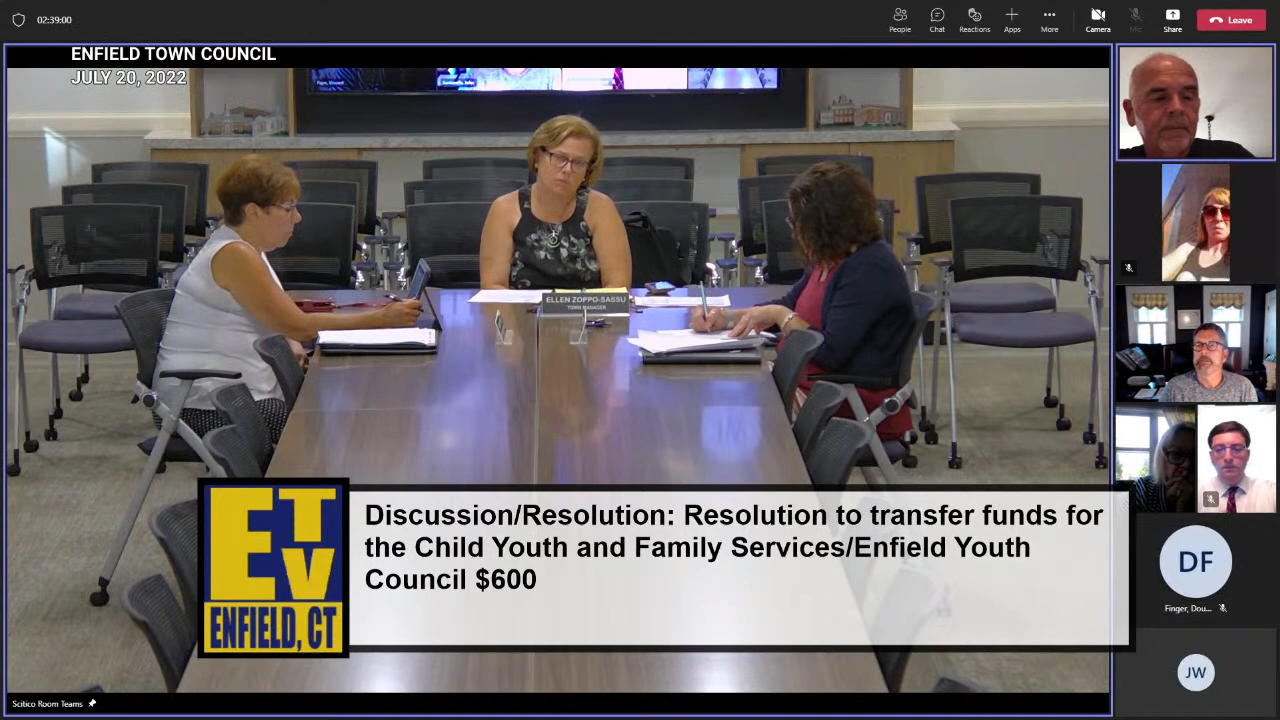 02:39:00
People
Chat
Reactions
Apps
More
Camera
Mic
Share
Leave
ENFIELD TOWN COUNCIL
JULY 20, 2022
ELLEN ZOPPO-SASSU
TOWN MANAGER
E
T
V
ENFIELD, CT
Discussion/Resolution: Resolution to transfer funds for
the Child Youth and Family Services/Enfield Youth
Council $600
DF
Finger, Dou...
JW
Scitico Room Teams